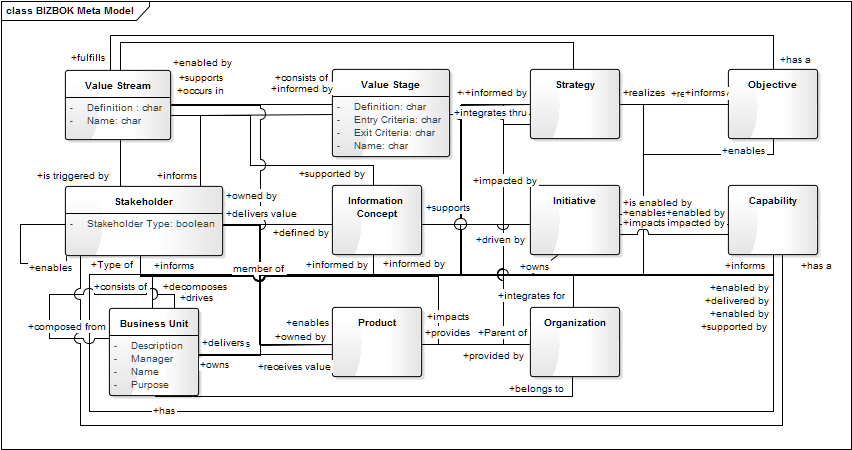 class BIZBOK Meta Model
+fulfills
+enabled by
+supports
+occurs in
+consists of
+informed by
+informed by
+integrates thru
+realizes
+informs
+has a
Value Stream
- Definition : char
- Name: char
Value Stage
- Definition: char
- Entry Criteria: char
- Exit Criteria: char
- Name: char
Strategy
Objective
+is triggered by
+informs
+supported by
+impacted by
+enables
Stakeholder
- Stakeholder Type: boolean
+owned by
+delivers value
+defined by
Information
Concept
+supports
+driven by
Initiative
+is enabled by
+enables
+enabled by
+impacts
impacted by
Capability
+enables
+Type of
+informs
member of
+informed by
+informed by
+owns
+informs
+has a
+consists of
+decomposes
+drives
+integrates for
+enabled by
+delivered by
+enabled by
+supported by
+composed from
Business Unit
- Description
- Manager
- Name
- Purpose
+delivers
+owns
+enables
+owned by
+receives value
Product
+impacts
+provides
+Parent of
+provided by
Organization
+belongs to
+has